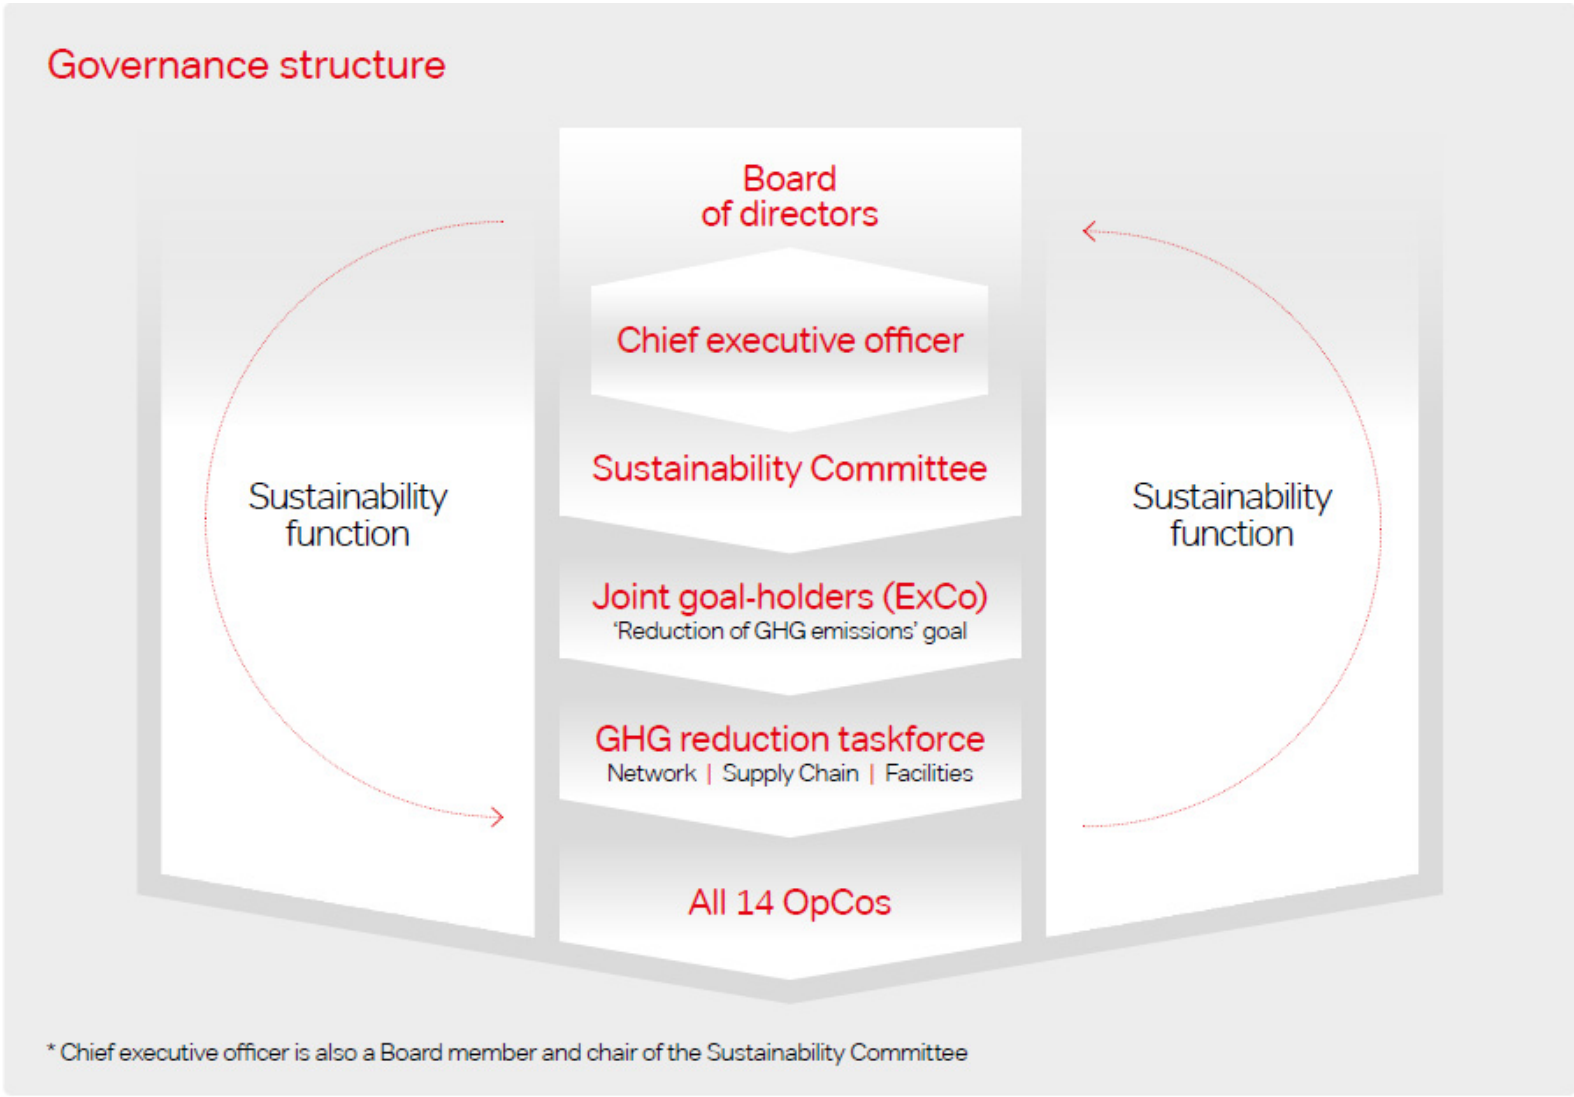 Governance structure
Board
of directors
Chief executive officer
Sustainability Committee
Sustainability
function
Sustainability
function
Joint goal-holders (ExCo)
‘Reduction of GHG emissions’ goal
GHG reduction taskforce
Network | Supply Chain | Facilities
All 14 OpCos
* Chief executive officer is also a Board member and chair of the Sustainability Committee